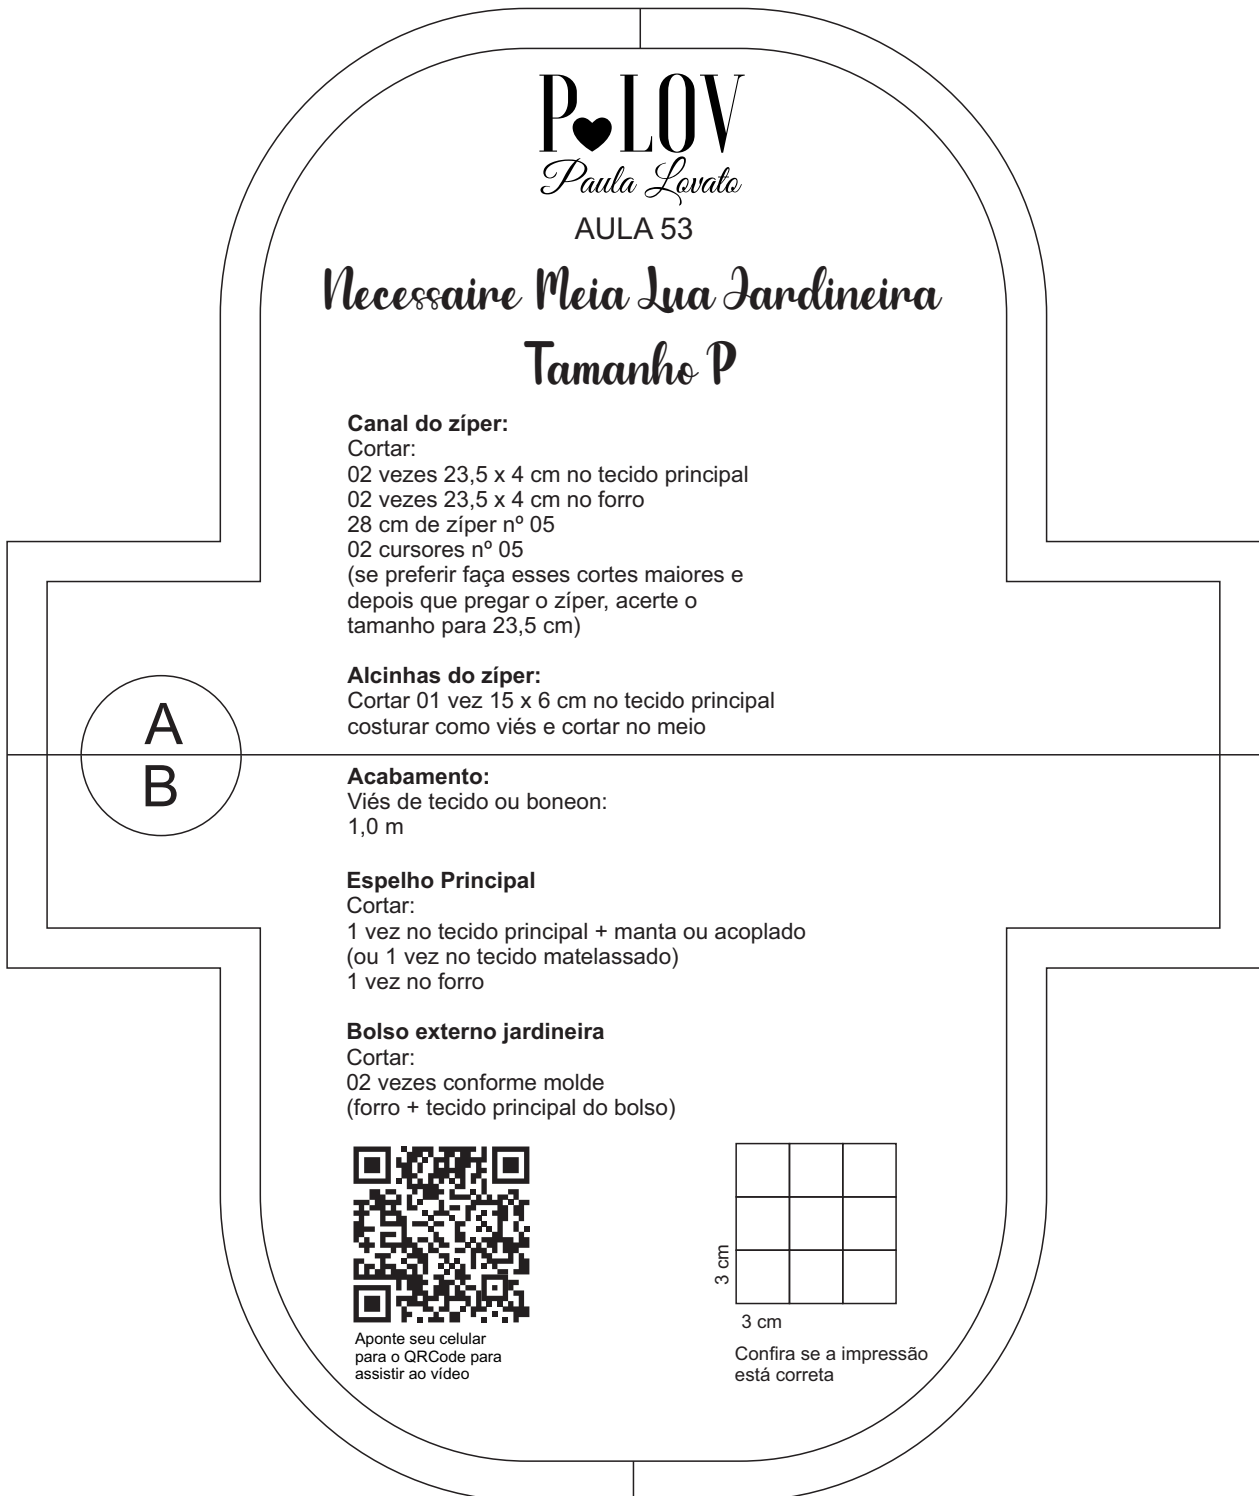 P♥LOV
Paula Lovato
AULA 53
Necessaire Meia Lua Jardineira
Tamanho P
Canal do zíper:
Cortar:
02 vezes 23,5 x 4 cm no tecido principal
02 vezes 23,5 x 4 cm no forro
28 cm de zíper nº 05
02 cursores nº 05
(se preferir faça esses cortes maiores e
depois que pregar o zíper, acerte o
tamanho para 23,5 cm)
Alcinhas do zíper:
Cortar 01 vez 15 x 6 cm no tecido principal
costurar como viés e cortar no meio
A
B
Acabamento:
Viés de tecido ou boneon:
1,0 m
Espelho Principal
Cortar:
1 vez no tecido principal + manta ou acoplado
(ou 1 vez no tecido matelassado)
1 vez no forro
Bolso externo jardineira
Cortar:
02 vezes conforme molde
(forro + tecido principal do bolso)
Aponte seu celular
para o QRCode para
assistir ao vídeo
3 cm
3 cm
Confira se a impressão
está correta